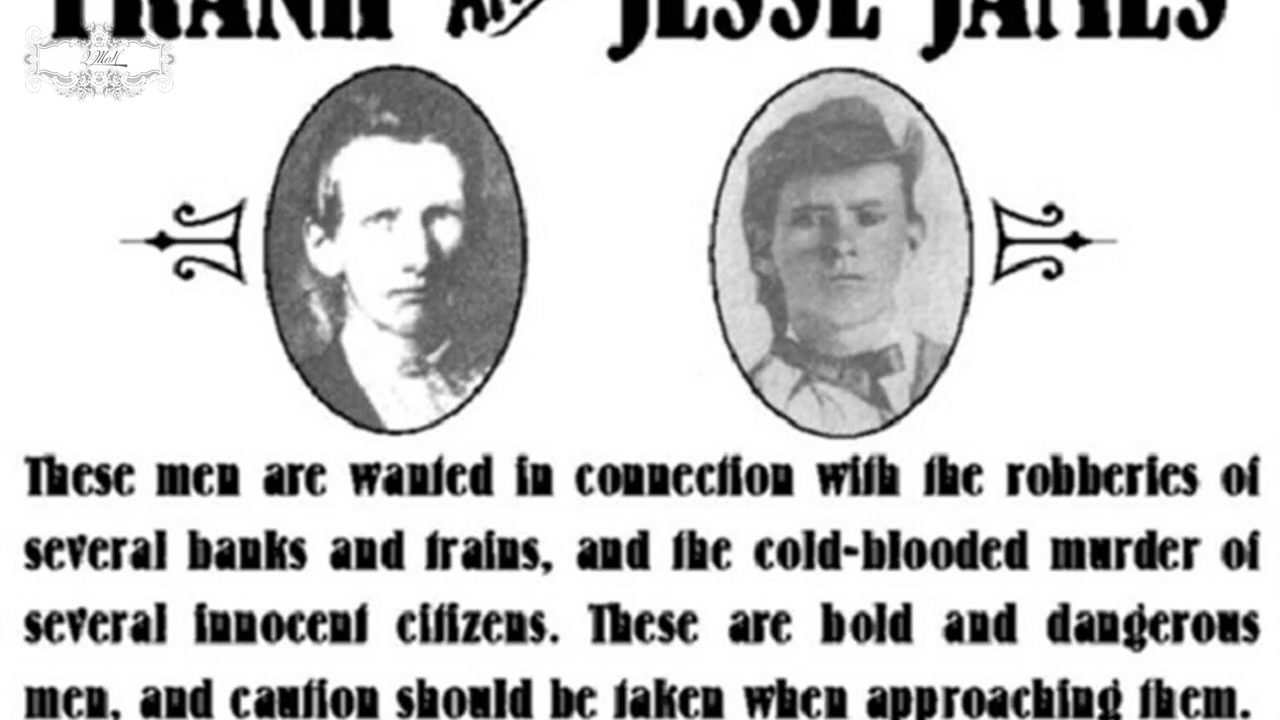 FRANK and JESSE JAMES
These men are wanted in connection with the robberies of
several banks and trains, and the cold-blooded murder of
several innocent citizens. These are bold and dangerous
men, and caution should be taken when approaching them.